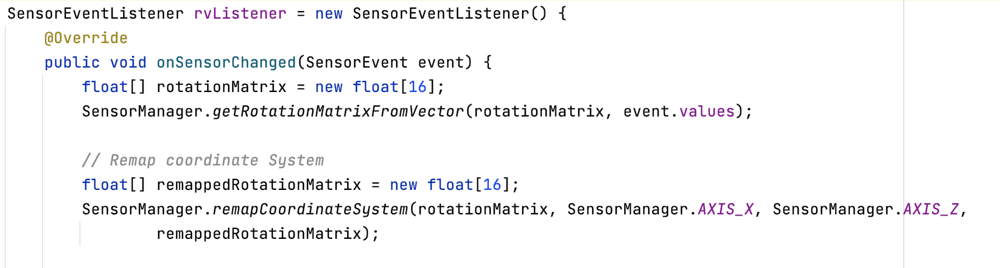 SensorEventListener rvListener = new SensorEventListener() {
@Override
public void onSensorChanged(SensorEvent event) {
float[] rotationMatrix = new float[16];
SensorManager.getRotationMatrixFromVector(rotationMatrix, event.values);
// Remap coordinate System
float[] remappedRotationMatrix = new float[16];
SensorManager.remapCoordinateSystem(rotationMatrix, SensorManager.AXIS_X, SensorManager.AXIS_Z,
remappedRotationMatrix);